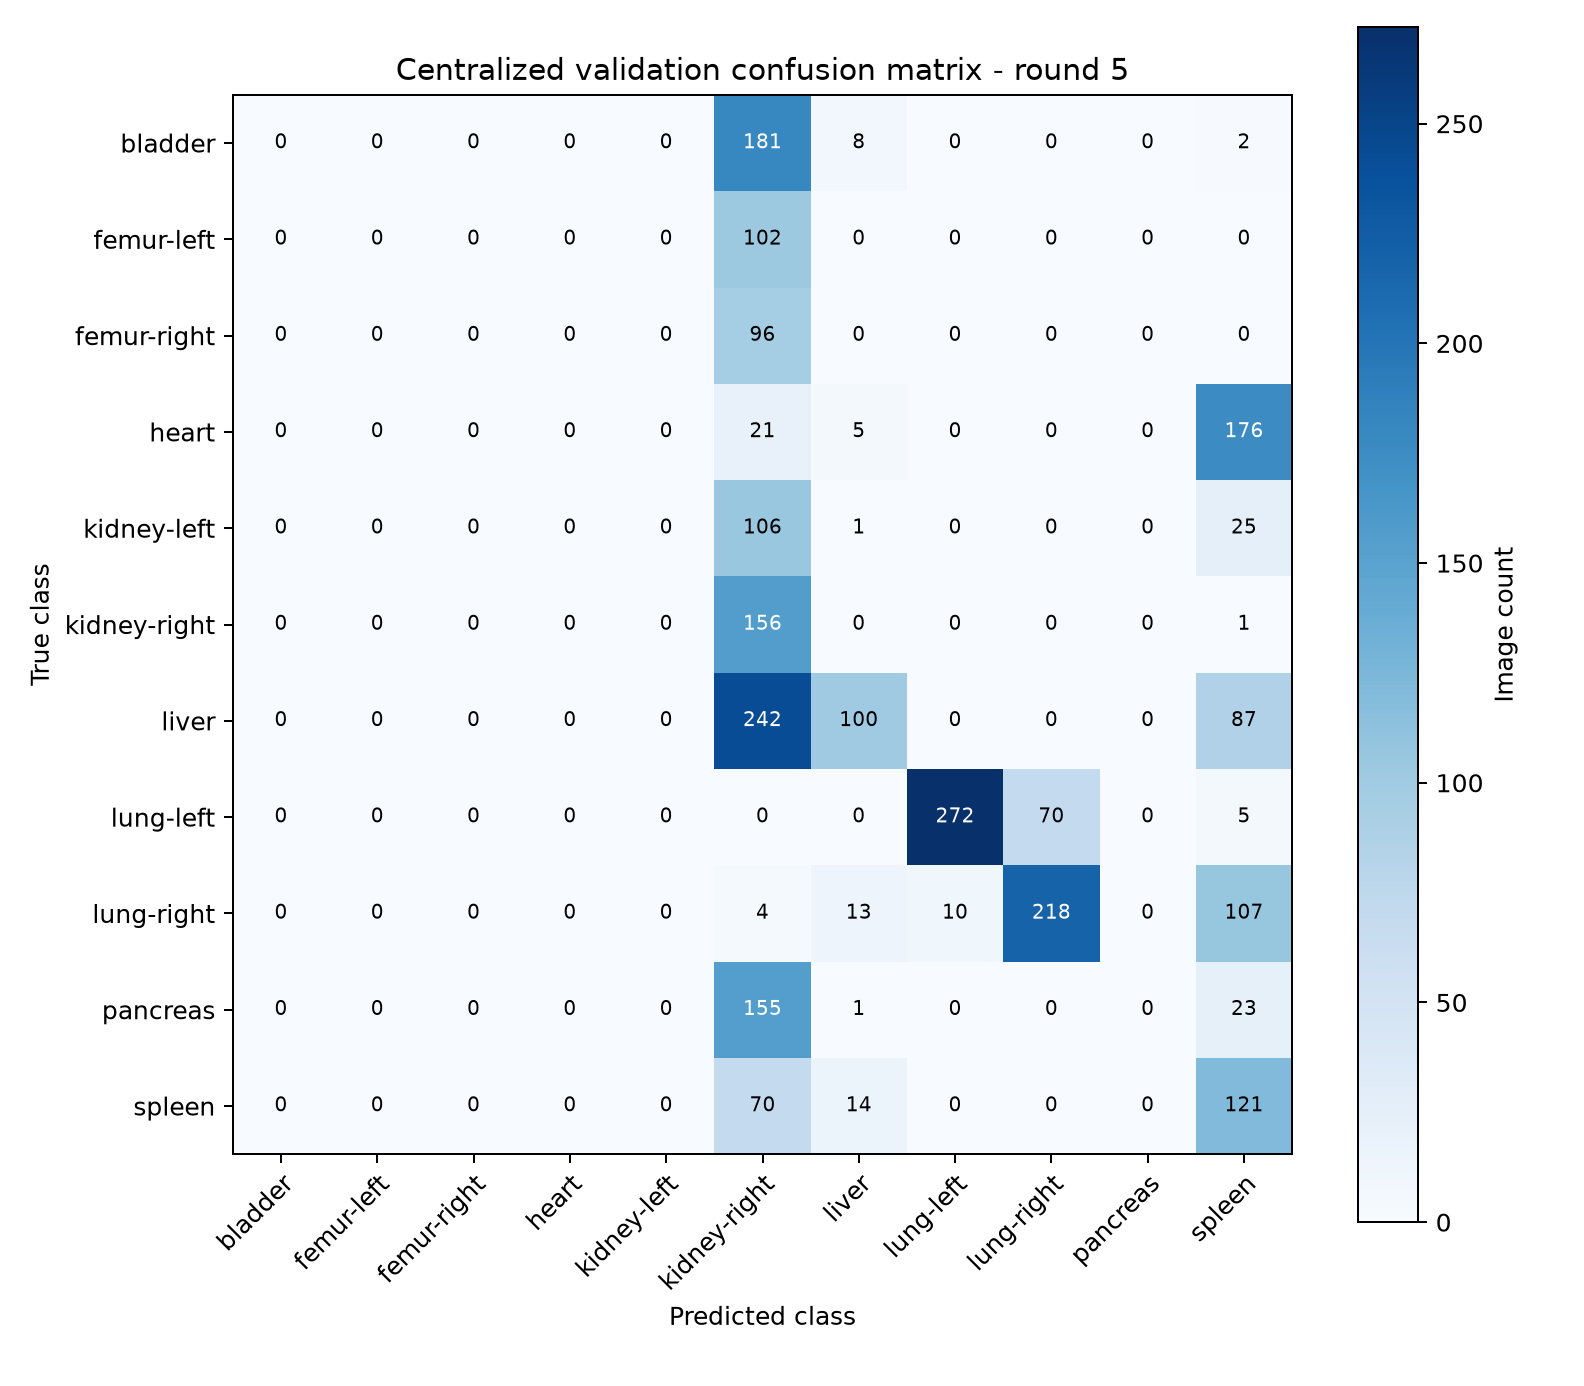 Centralized validation confusion matrix - round 5
bladder 0 0 0 0 0 181 8 0 0 0 2
femur-left 0 0 0 0 0 102 0 0 0 0 0
femur-right 0 0 0 0 0 96 0 0 0 0 0
heart 0 0 0 0 0 21 5 0 0 0 176
kidney-left 0 0 0 0 0 106 1 0 0 0 25
kidney-right 0 0 0 0 0 156 0 0 0 0 1
liver 0 0 0 0 0 242 100 0 0 0 87
lung-left 0 0 0 0 0 0 0 272 70 0 5
lung-right 0 0 0 0 0 4 13 10 218 0 107
pancreas 0 0 0 0 0 155 1 0 0 0 23
spleen 0 0 0 0 0 70 14 0 0 0 121
True class
bladder femur-left femur-right heart kidney-left kidney-right liver lung-left lung-right pancreas spleen
Predicted class
250
200
150
100
50
0
Image count